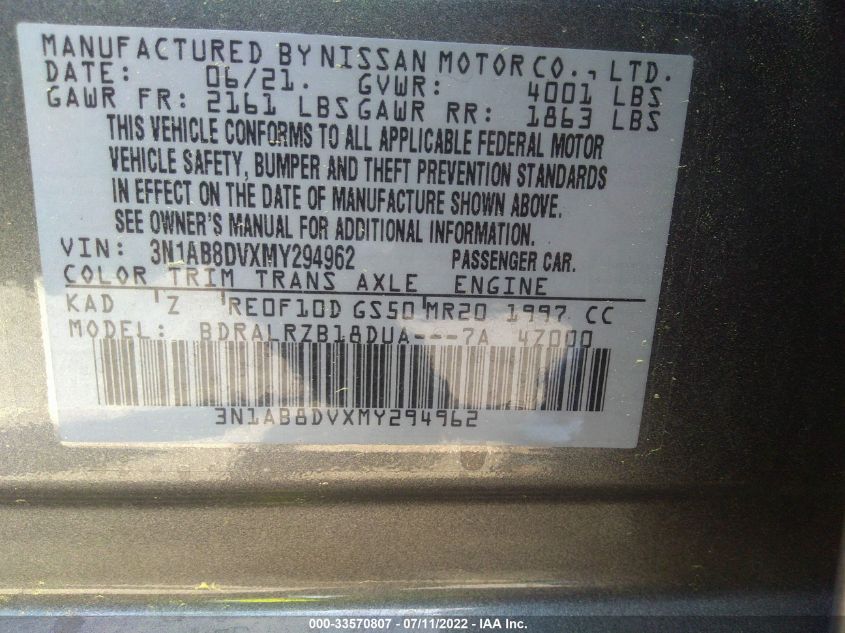 MANUFACTURED BY NISSAN MOTOR CO., LTD.
DATE: 06/21. GVWR: 4001 LBS
GAWR FR: 2161 LBS GAWR RR: 1863 LBS
THIS VEHICLE CONFORMS TO ALL APPLICABLE FEDERAL MOTOR
VEHICLE SAFETY, BUMPER AND THEFT PREVENTION STANDARDS
IN EFFECT ON THE DATE OF MANUFACTURE SHOWN ABOVE.
SEE OWNER'S MANUAL FOR ADDITIONAL INFORMATION.
VIN: 3N1AB8DVXMY294962 PASSENGER CAR.
COLOR TRIM TRANS AXLE ENGINE
KAD 'Z 'RE0F10D GS50'MR20 1997 CC
MODEL: BDRALRZB18DUA---7A 47000
3N1AB8DVXMY294962
000-33570807 - 07/11/2022 - IAA Inc.